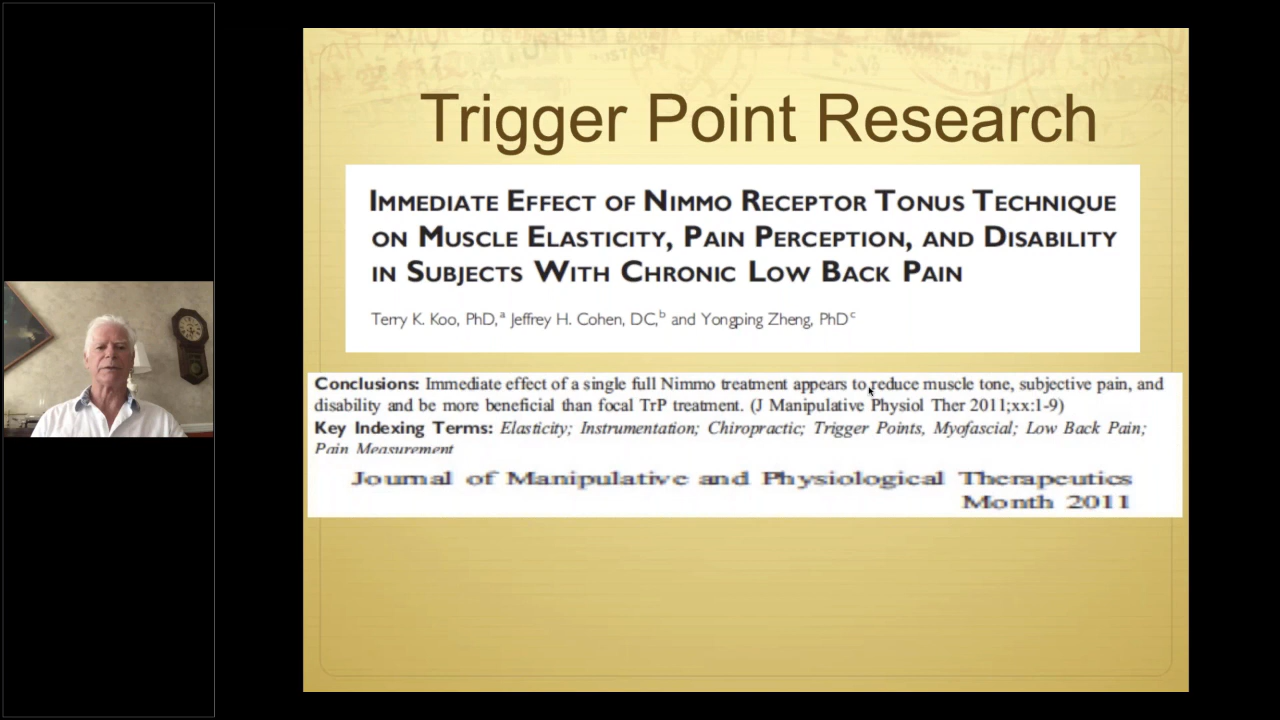 Trigger Point Research
IMMEDIATE EFFECT OF NIMMO RECEPTOR TONUS TECHNIQUE
ON MUSCLE ELASTICITY, PAIN PERCEPTION, AND DISABILITY
IN SUBJECTS WITH CHRONIC LOW BACK PAIN
Terry K. Koo, PhD,ᵃ Jeffrey H. Cohen, DC,ᵇ and Yongping Zheng, PhDᶜ
Conclusions: Immediate effect of a single full Nimmo treatment appears to reduce muscle tone, subjective pain, and
disability and be more beneficial than focal TrP treatment. (J Manipulative Physiol Ther 2011;xx:1-9)
Key Indexing Terms: Elasticity; Instrumentation; Chiropractic; Trigger Points, Myofascial; Low Back Pain;
Pain Measurement
Journal of Manipulative and Physiological Therapeutics
Month 2011